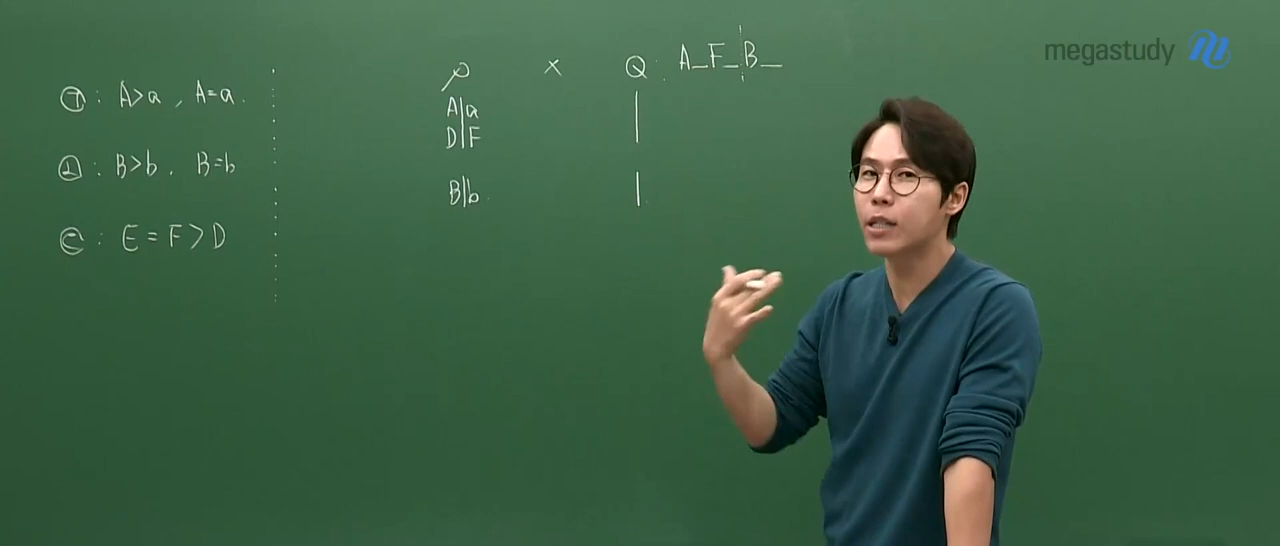 megastudy
㉠ : A>a , A=a.
㉡ : B>b. B=b
㉢ : E=F>D
P × Q : A_F_B_
A|a
D|F
B|b